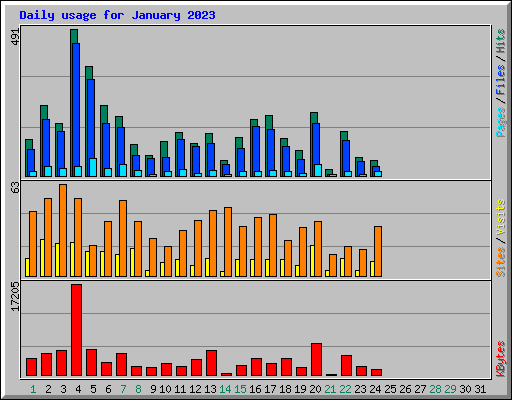 Daily usage for January 2023
491
Pages / Files / Hits
63
Sites / Visits
17205
KBytes
1 2 3 4 5 6 7 8 9 10 11 12 13 14 15 16 17 18 19 20 21 22 23 24 25 26 27 28 29 30 31